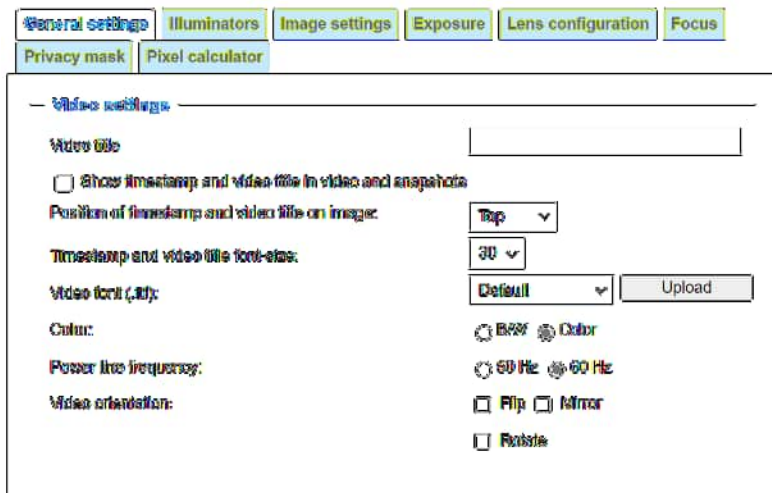 General settings Illuminators Image settings Exposure Lens configuration Focus
Privacy mask Pixel calculator
Video settings
Video title
Show timestamp and video title in video and snapshots
Position of timestamp and video title on image: Top
Timestamp and video title font-size: 30
Video font (.ttf): Default Upload
Color: B/W Color
Power line frequency: 50 Hz 60 Hz
Video orientation: Flip Mirror
Rotate